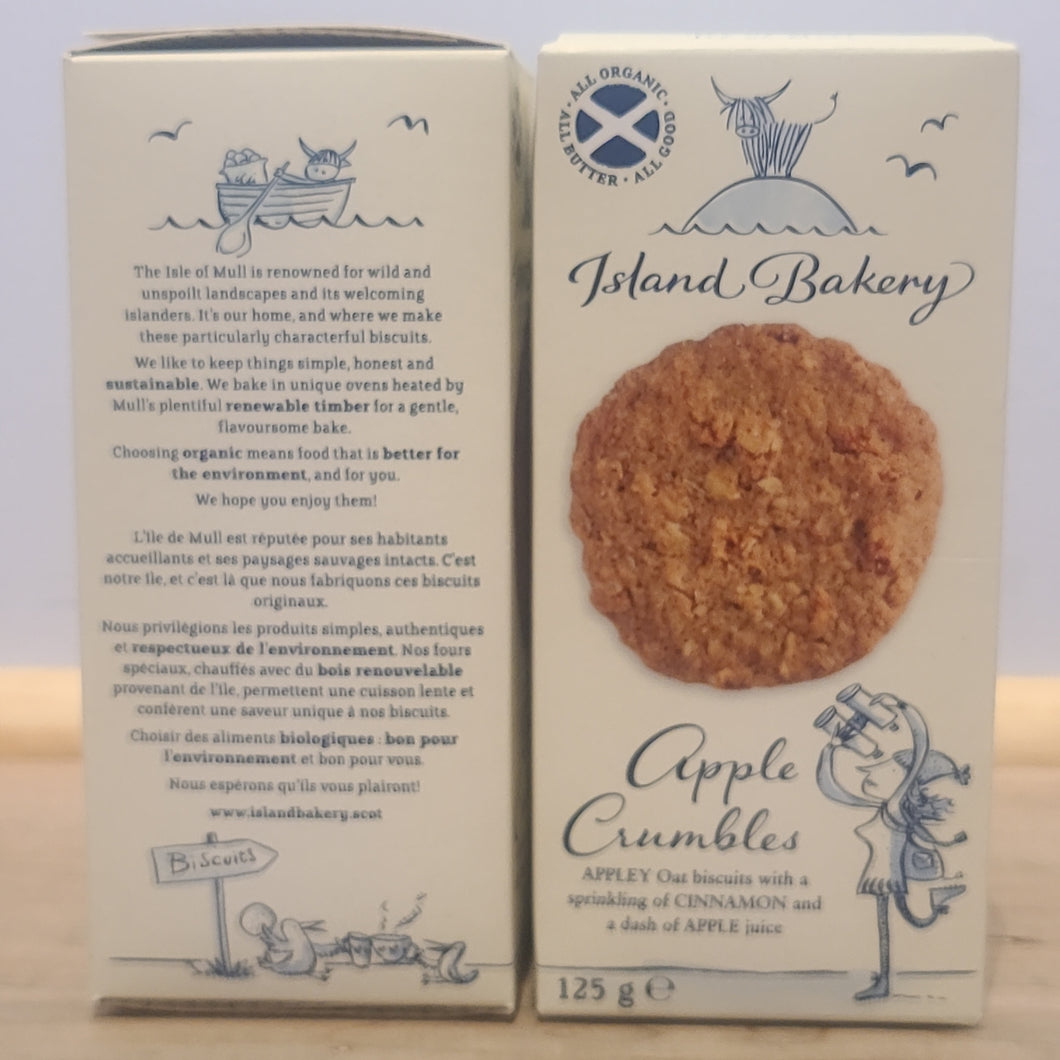 The Isle of Mull is renowned for wild and
unspoilt landscapes and its welcoming
islanders. It's our home, and where we make
these particularly characterful biscuits.
We like to keep things simple, honest and
sustainable. We bake in unique ovens heated by
Mull's plentiful renewable timber for a gentle,
flavoursome bake.
Choosing organic means food that is better for
the environment, and for you.
We hope you enjoy them!
L'île de Mull est réputée pour ses habitants
accueillants et ses paysages sauvages intacts. C'est
notre île, et c'est là que nous fabriquons ces biscuits
originaux.
Nous privilégions les produits simples, authentiques
et respectueux de l'environnement. Nos fours
spéciaux, chauffés avec du bois renouvelable
provenant de l'île, permettent une cuisson lente et
confèrent une saveur unique à nos biscuits.
Choisir des aliments biologiques : bon pour
l'environnement et bon pour vous.
Nous espérons qu'ils vous plairont!
www.islandbakery.scot
Biscuits
ALL ORGANIC · ALL GOOD · ALL BUTTER ·
Island Bakery
Apple
Crumbles
APPLEY Oat biscuits with a
sprinkling of CINNAMON and
a dash of APPLE juice
125 g ℮